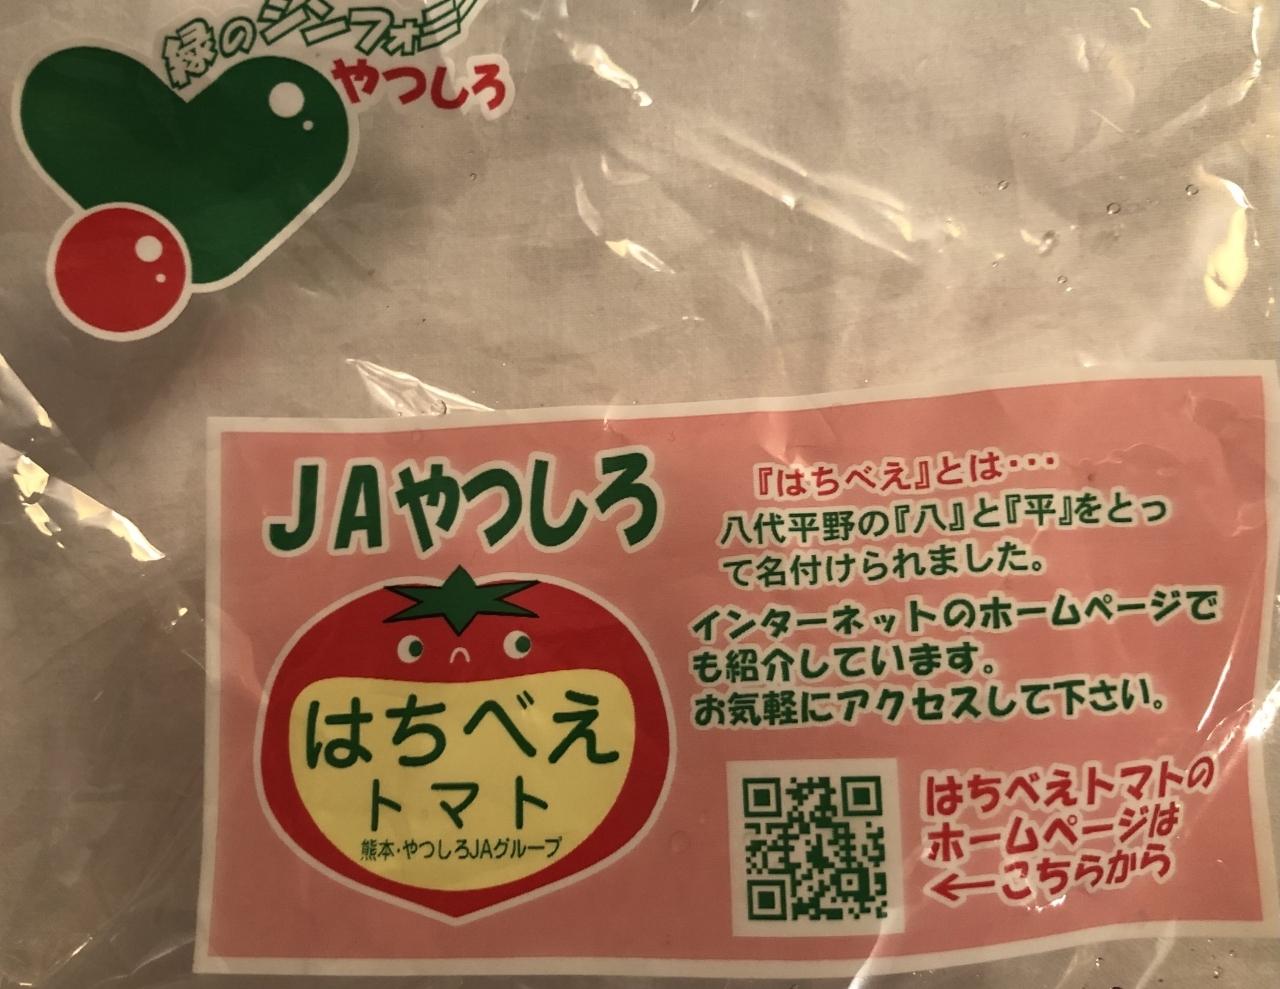 緑のシンフォニー
やつしろ
JAやつしろ
はちべえ
トマト
熊本・やつしろJAグループ
『はちべえ』とは・・・
八代平野の『八』と『平』をとっ
て名付けられました。
インターネットのホームページで
も紹介しています。
お気軽にアクセスして下さい。
はちべえトマトの
ホームページは
←こちらから